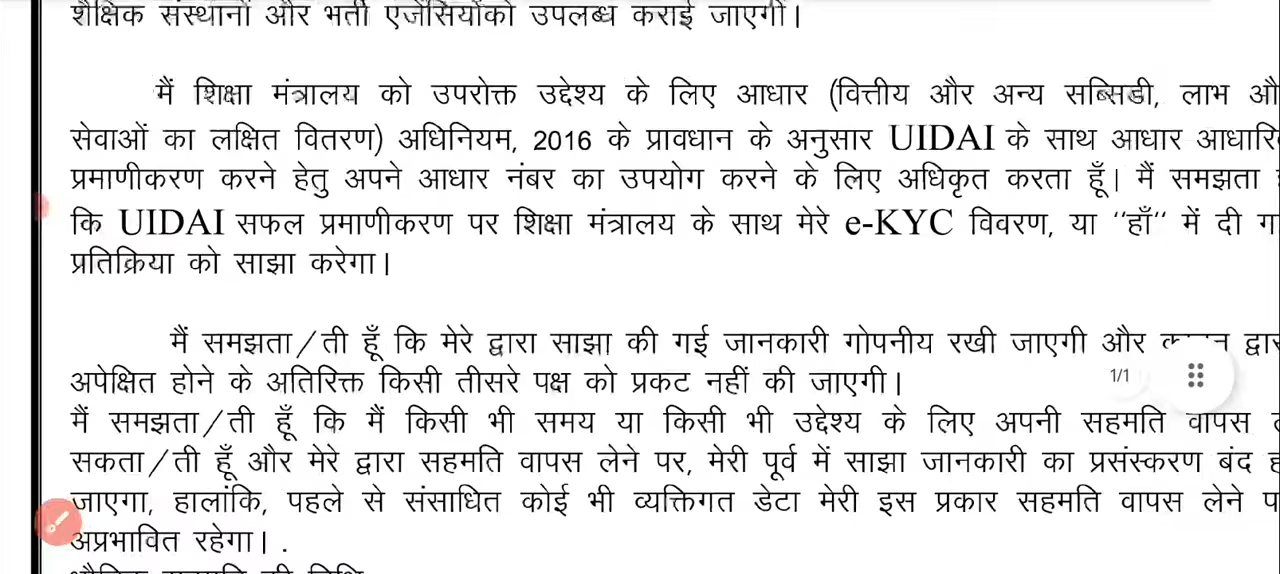 शैक्षिक संस्थानों और भर्ती एजेंसियोंको उपलब्ध कराई जाएगी।
मैं शिक्षा मंत्रालय को उपरोक्त उद्देश्य के लिए आधार (वित्तीय और अन्य सब्सिडी, लाभ औ
सेवाओं का लक्षित वितरण) अधिनियम, 2016 के प्रावधान के अनुसार UIDAI के साथ आधार आधारि
प्रमाणीकरण करने हेतु अपने आधार नंबर का उपयोग करने के लिए अधिकृत करता हूँ। मैं समझता
कि UIDAI सफल प्रमाणीकरण पर शिक्षा मंत्रालय के साथ मेरे e-KYC विवरण, या ‘‘हाँ‘‘ में दी ग
प्रतिक्रिया को साझा करेगा।
मैं समझता/ती हूँ कि मेरे द्वारा साझा की गई जानकारी गोपनीय रखी जाएगी और द्वार
अपेक्षित होने के अतिरिक्त किसी तीसरे पक्ष को प्रकट नहीं की जाएगी।
1/1
मैं समझता/ती हूँ कि मैं किसी भी समय या किसी भी उद्देश्य के लिए अपनी सहमति वापस
सकता/ती हूँ और मेरे द्वारा सहमति वापस लेने पर, मेरी पूर्व में साझा जानकारी का प्रसंस्करण बंद
जाएगा, हालांकि, पहले से संसाधित कोई भी व्यक्तिगत डेटा मेरी इस प्रकार सहमति वापस लेने प
अप्रभावित रहेगा। .